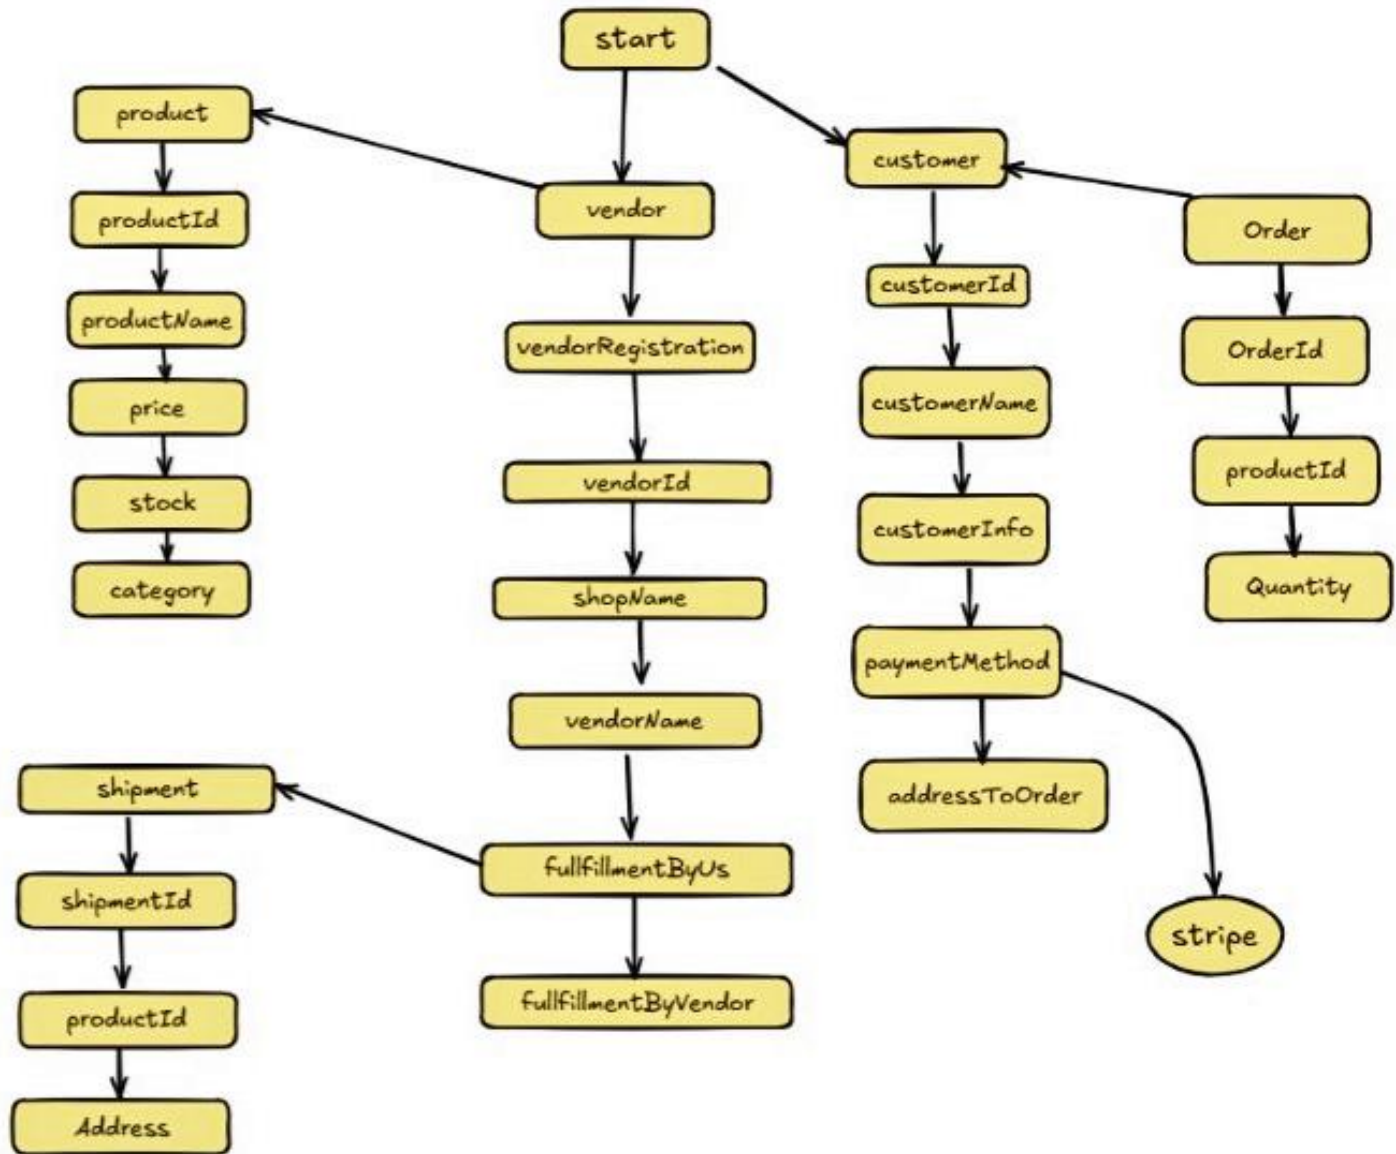 start
product
customer
vendor
productId
Order
customerId
productName
vendorRegistration
OrderId
price
customerName
productId
vendorId
stock
customerInfo
category
shopName
Quantity
paymentMethod
vendorName
shipment
addressToOrder
fullfillmentByUs
shipmentId
stripe
fullfillmentByVendor
productId
Address